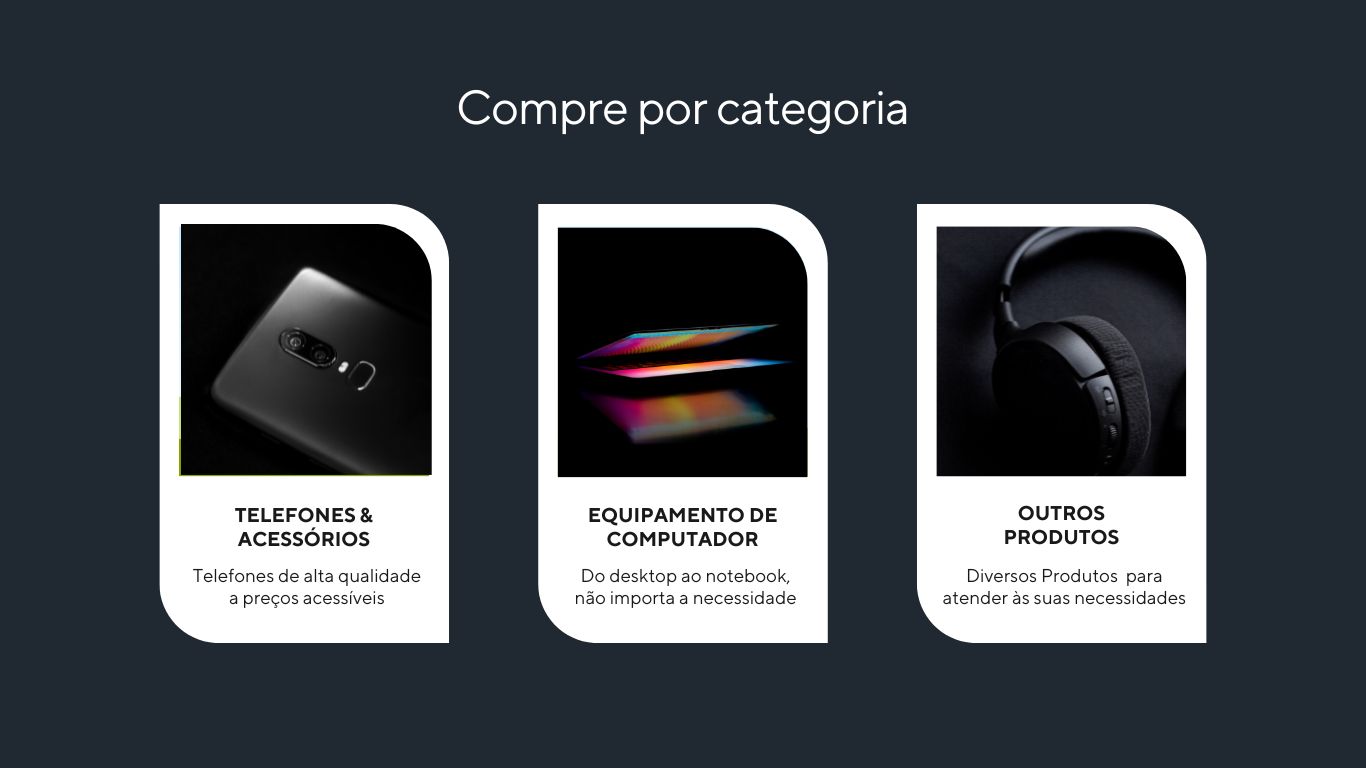 Compre por categoria
TELEFONES &
ACESSÓRIOS
Telefones de alta qualidade
a preços acessíveis
EQUIPAMENTO DE
COMPUTADOR
Do desktop ao notebook,
não importa a necessidade
OUTROS
PRODUTOS
Diversos Produtos  para
atender às suas necessidades